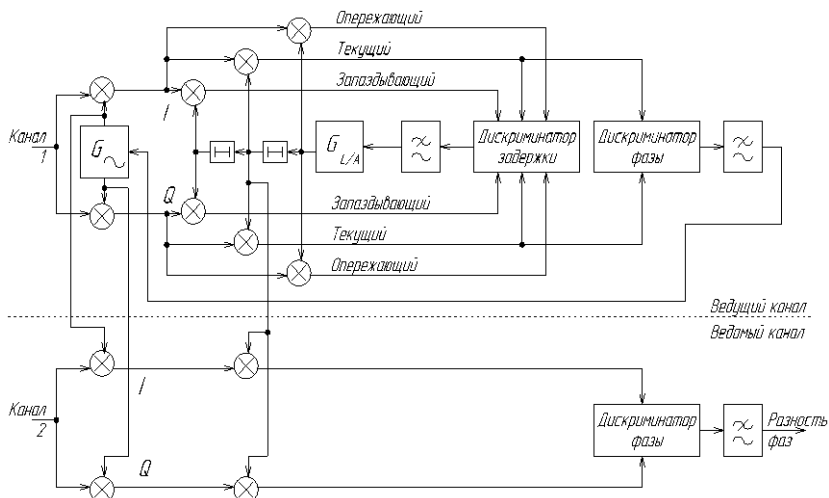 Опережающий
Текущий
Запаздывающий
I
Канал
1
G
G L/A
Дискриминатор
задержки
Дискриминатор
фазы
Q
Запаздывающий
Текущий
Опережающий
Ведущий канал
Ведомый канал
I
Канал
2
Дискриминатор
фазы
Разность
фаз
Q